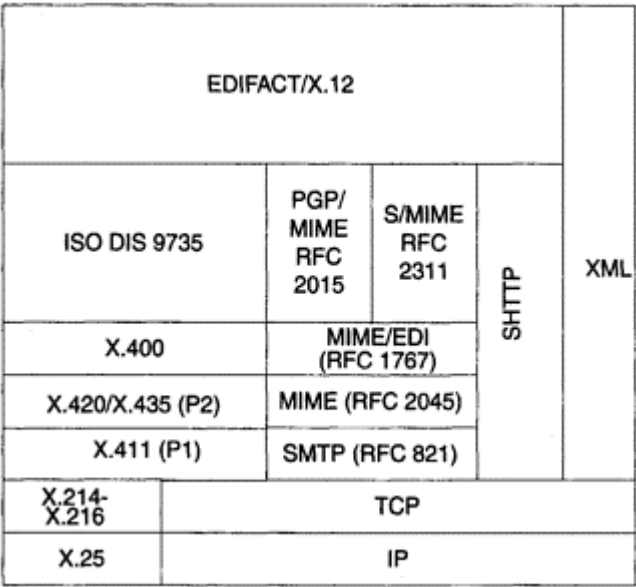 EDIFACT/X.12
ISO DIS 9735
PGP/
MIME
RFC
2015
S/MIME
RFC
2311
SHTTP
XML
X.400
MIME/EDI
(RFC 1767)
X.420/X.435 (P2)
MIME (RFC 2045)
X.411 (P1)
SMTP (RFC 821)
X.214-
X.216
TCP
X.25
IP